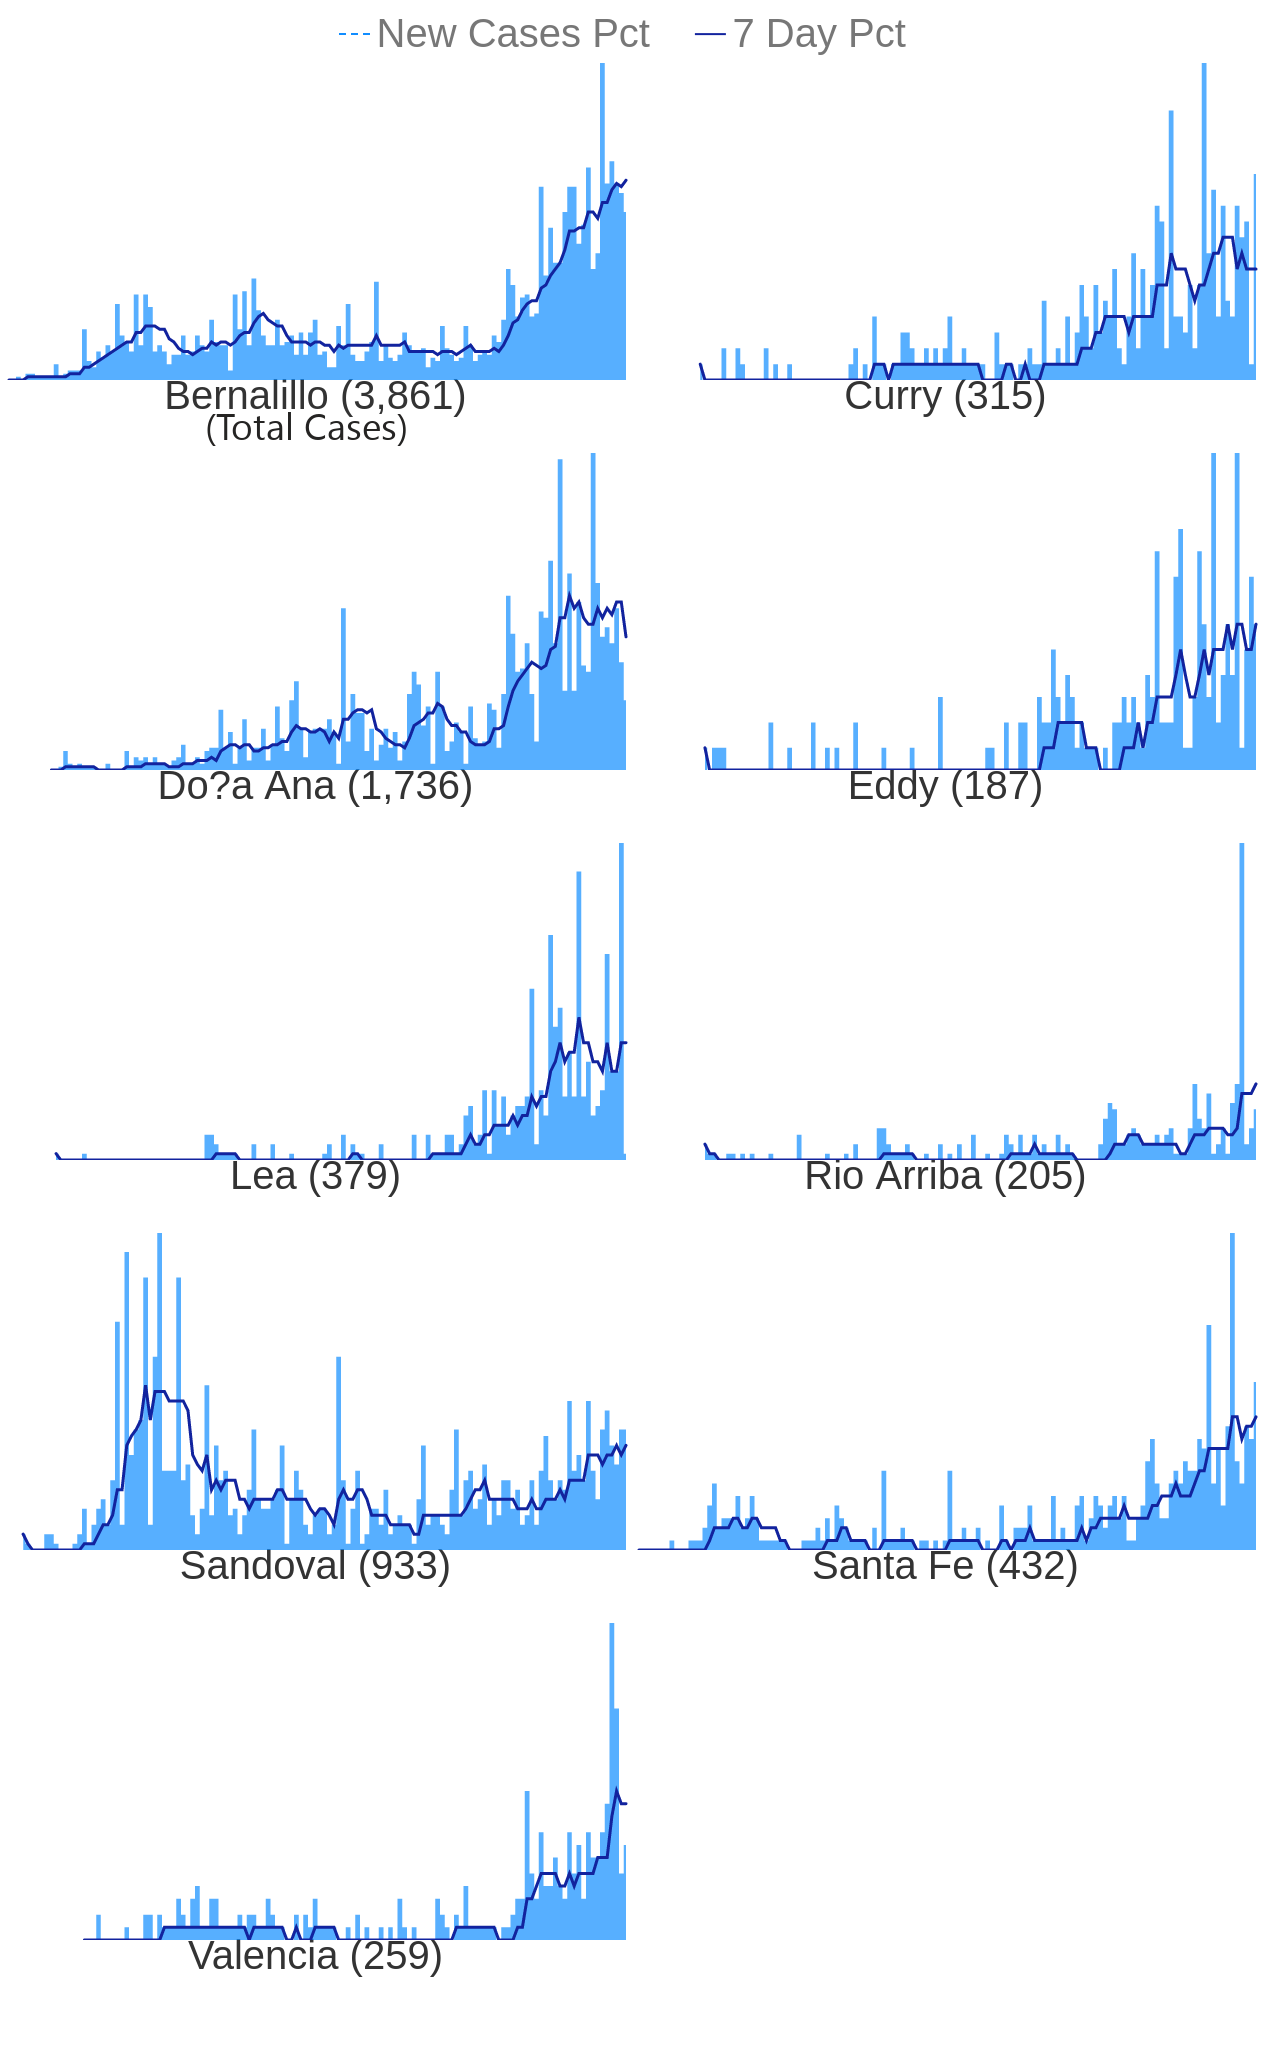 New Cases Pct 7 Day Pct
Bernalillo (3,861) Curry (315)
(Total Cases)
Do?a Ana (1,736) Eddy (187)
Lea (379) Rio Arriba (205)
Sandoval (933) Santa Fe (432)
Valencia (259)